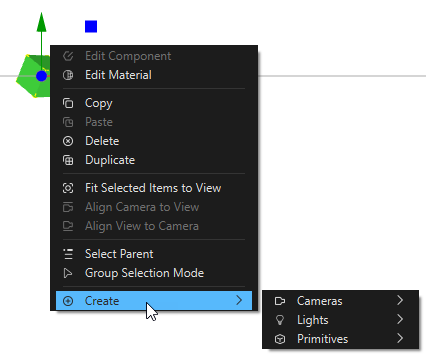 Edit Component
Edit Material
Copy
Paste
Delete
Duplicate
Fit Selected Items to View
Align Camera to View
Align View to Camera
Select Parent
Group Selection Mode
Create
Cameras
Lights
Primitives